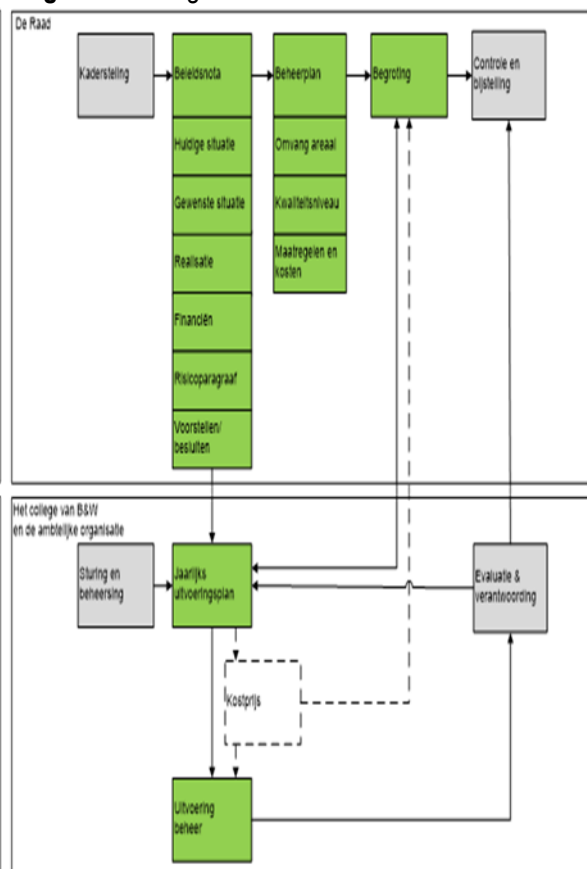 De Raad
Kaderstelling
Beleidsnota
Beheerplan
Begroting
Controle en
bijstelling
Huidige situatie
Omvang areaal
Gewenste situatie
Kwaliteitsniveau
Realisatie
Maatregelen en
kosten
Financiën
Risicoparagraaf
Voorstellen/
besluiten
Het college van B&W
en de ambtelijke organisatie
Sturing en
beheersing
Jaarlijks
uitvoeringsplan
Evaluatie &
verantwoording
Kostprijs
Uitvoering
beheer